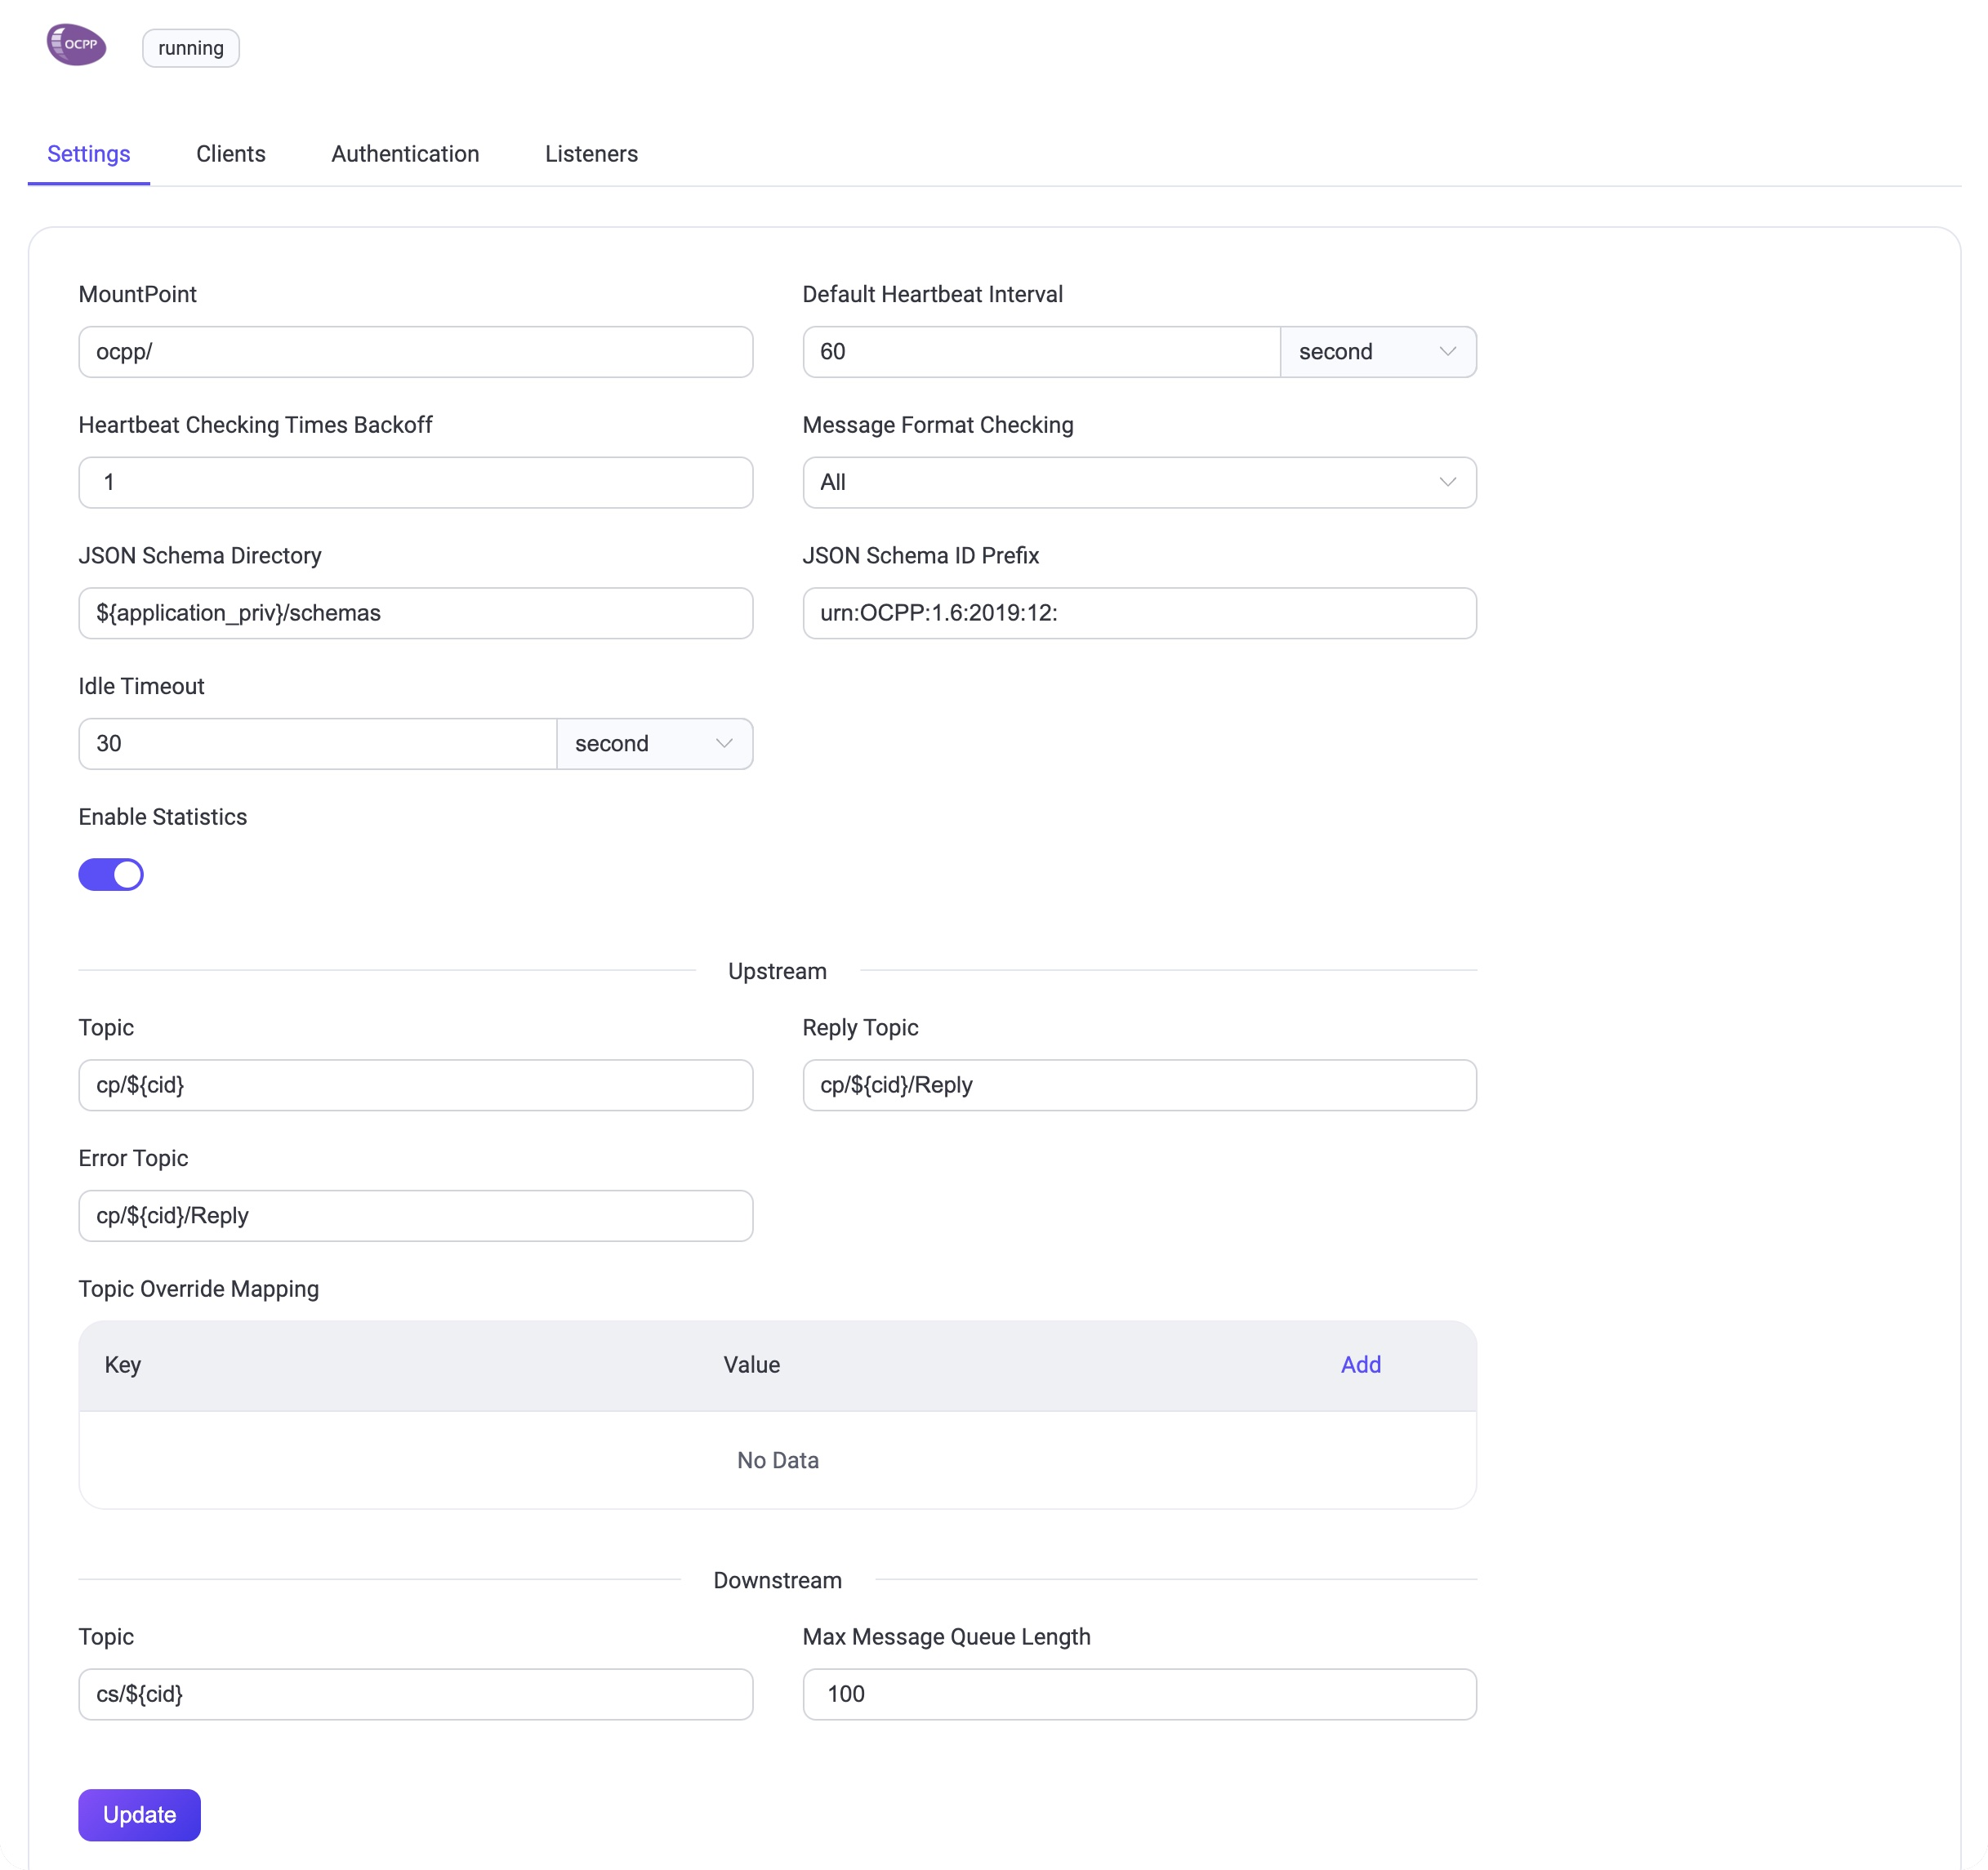 OCPP running
Settings Clients Authentication Listeners
MountPoint Default Heartbeat Interval
ocpp/ 60 second
Heartbeat Checking Times Backoff Message Format Checking
1 All
JSON Schema Directory JSON Schema ID Prefix
${application_priv}/schemas urn:OCPP:1.6:2019:12:
Idle Timeout
30 second
Enable Statistics
Upstream
Topic Reply Topic
cp/${cid} cp/${cid}/Reply
Error Topic
cp/${cid}/Reply
Topic Override Mapping
Key Value Add
No Data
Downstream
Topic Max Message Queue Length
cs/${cid} 100
Update